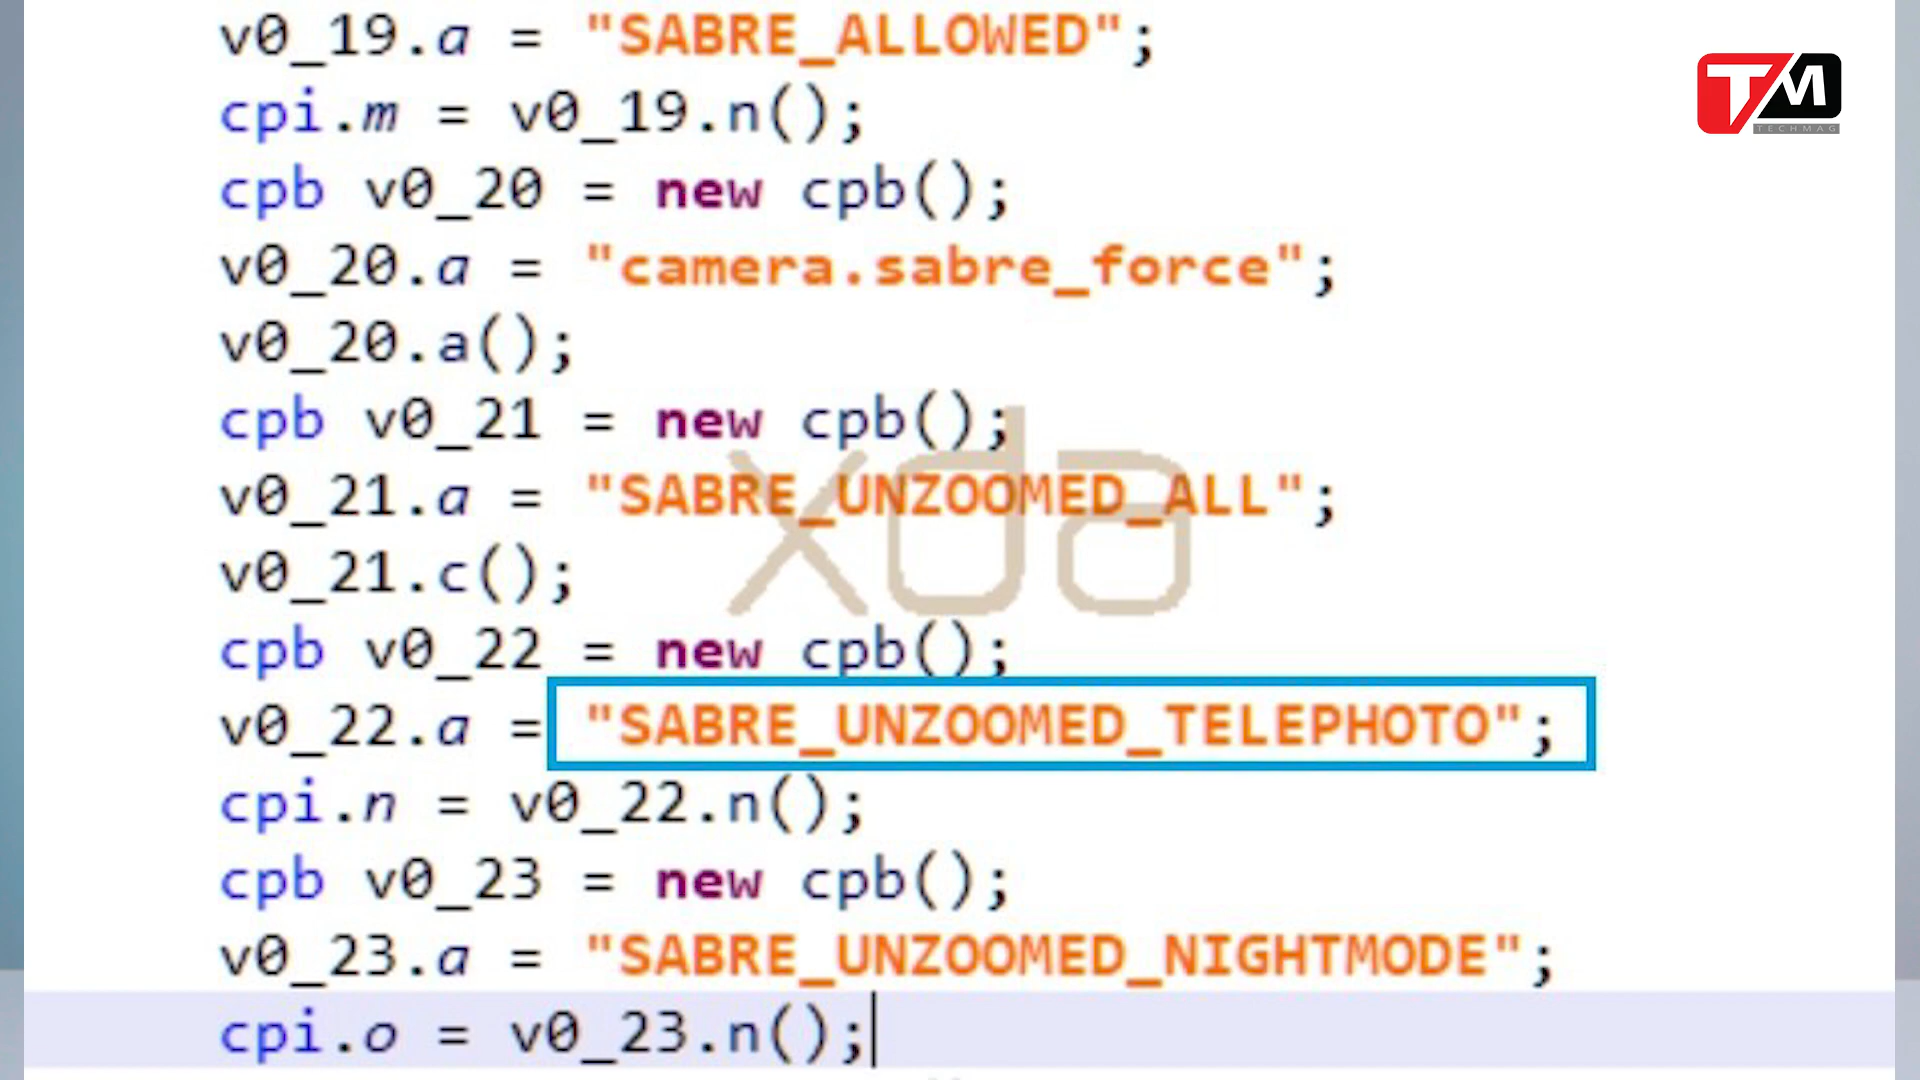 v0_19.a = "SABRE_ALLOWED";
TM
TECHMAG
cpi.m = v0_19.n();
cpb v0_20 = new cpb();
v0_20.a = "camera.sabre_force";
v0_20.a();
cpb v0_21 = new cpb();
v0_21.a = "SABRE_UNZOOMED_ALL";
xda
v0_21.c();
cpb v0_22 = new cpb();
v0_22.a = "SABRE_UNZOOMED_TELEPHOTO";
cpi.n = v0_22.n();
cpb v0_23 = new cpb();
v0_23.a = "SABRE_UNZOOMED_NIGHTMODE";
cpi.o = v0_23.n();